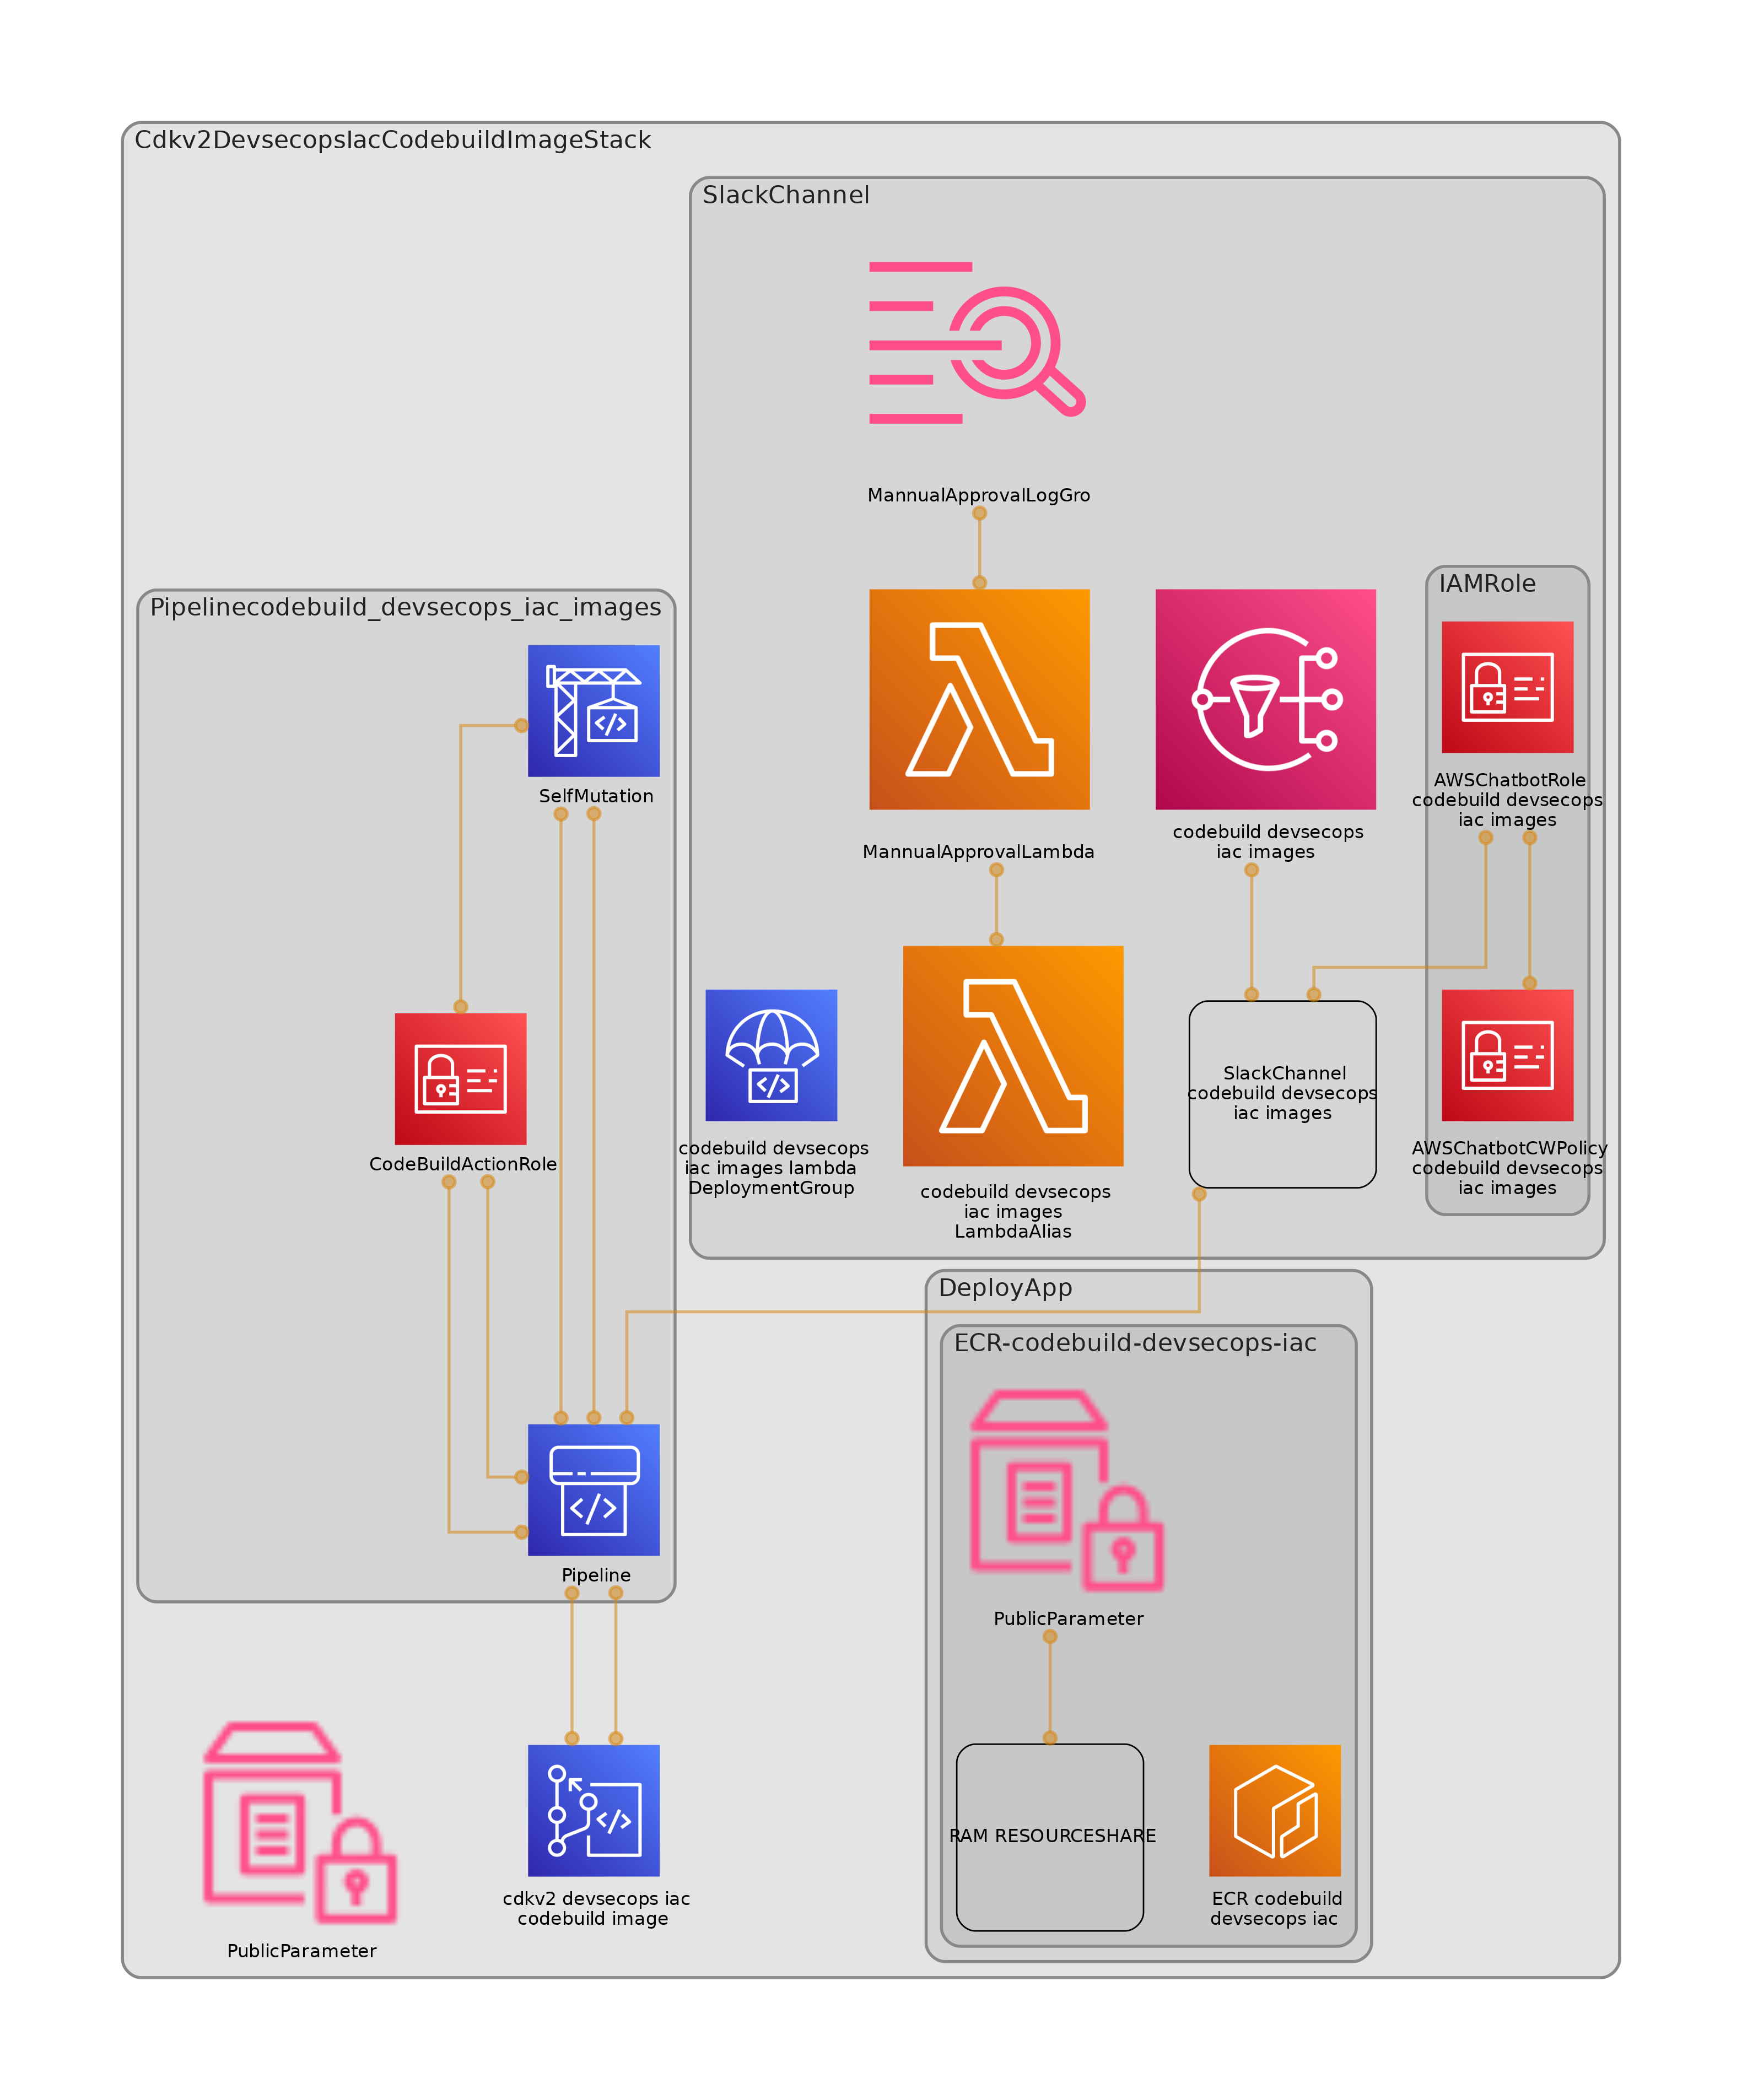 Cdkv2DevsecopsIacCodebuildImageStack
SlackChannel
MannualApprovalLogGro
IAMRole
Pipelinecodebuild_devsecops_iac_images
SelfMutation
AWSChatbotRole
codebuild devsecops
iac images
MannualApprovalLambda
codebuild devsecops
iac images
SlackChannel
codebuild devsecops
iac images
CodeBuildActionRole
codebuild devsecops
iac images lambda
DeploymentGroup
codebuild devsecops
iac images
LambdaAlias
AWSChatbotCWPolicy
codebuild devsecops
iac images
DeployApp
ECR-codebuild-devsecops-iac
Pipeline
PublicParameter
RAM RESOURCESHARE
cdkv2 devsecops iac
codebuild image
ECR codebuild
devsecops iac
PublicParameter